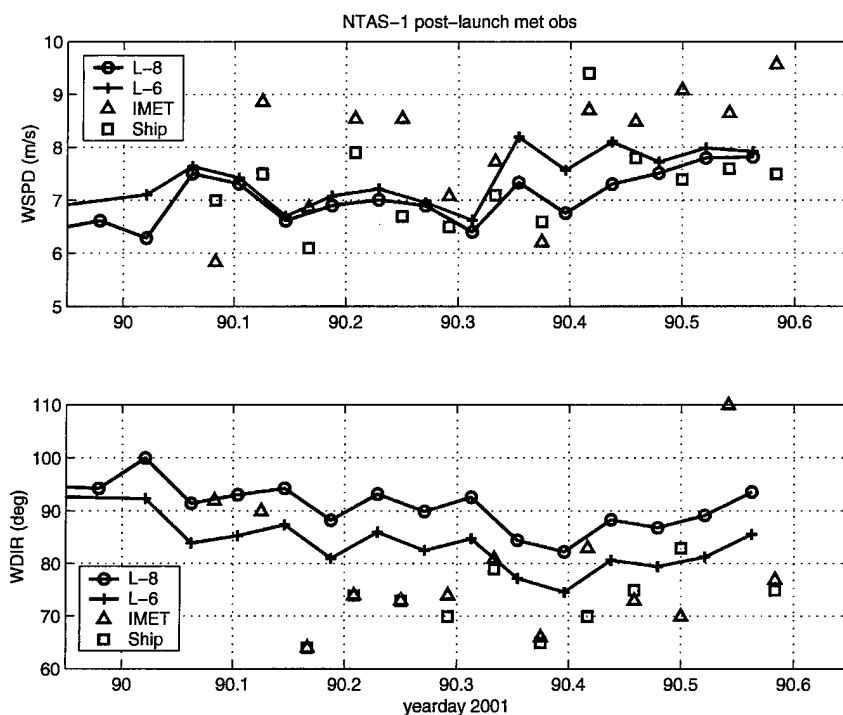 NTAS-1 post-launch met obs
10
9
8
7
6
5
WSPD (m/s)
L-8
L-6
IMET
Ship
90
90.1
90.2
90.3
90.4
90.5
90.6
110
100
90
80
70
60
WDIR (deg)
L-8
L-6
IMET
Ship
90
90.1
90.2
90.3
90.4
90.5
90.6
yearday 2001